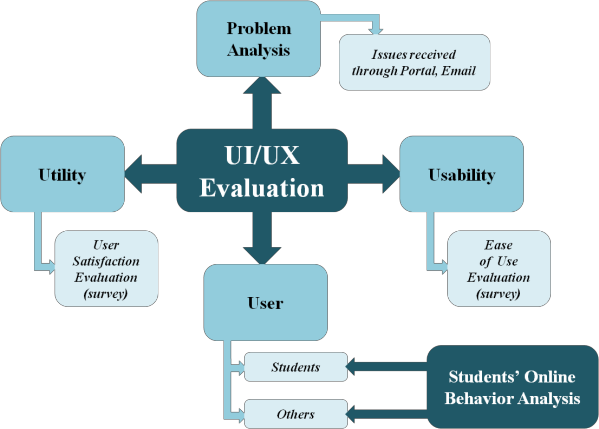 Problem
Analysis
Issues received
through Portal, Email
UI/UX
Evaluation
Utility
Usability
User
Satisfaction
Evaluation
(survey)
Ease
of Use
Evaluation
(survey)
User
Students
Others
Students’ Online
Behavior Analysis